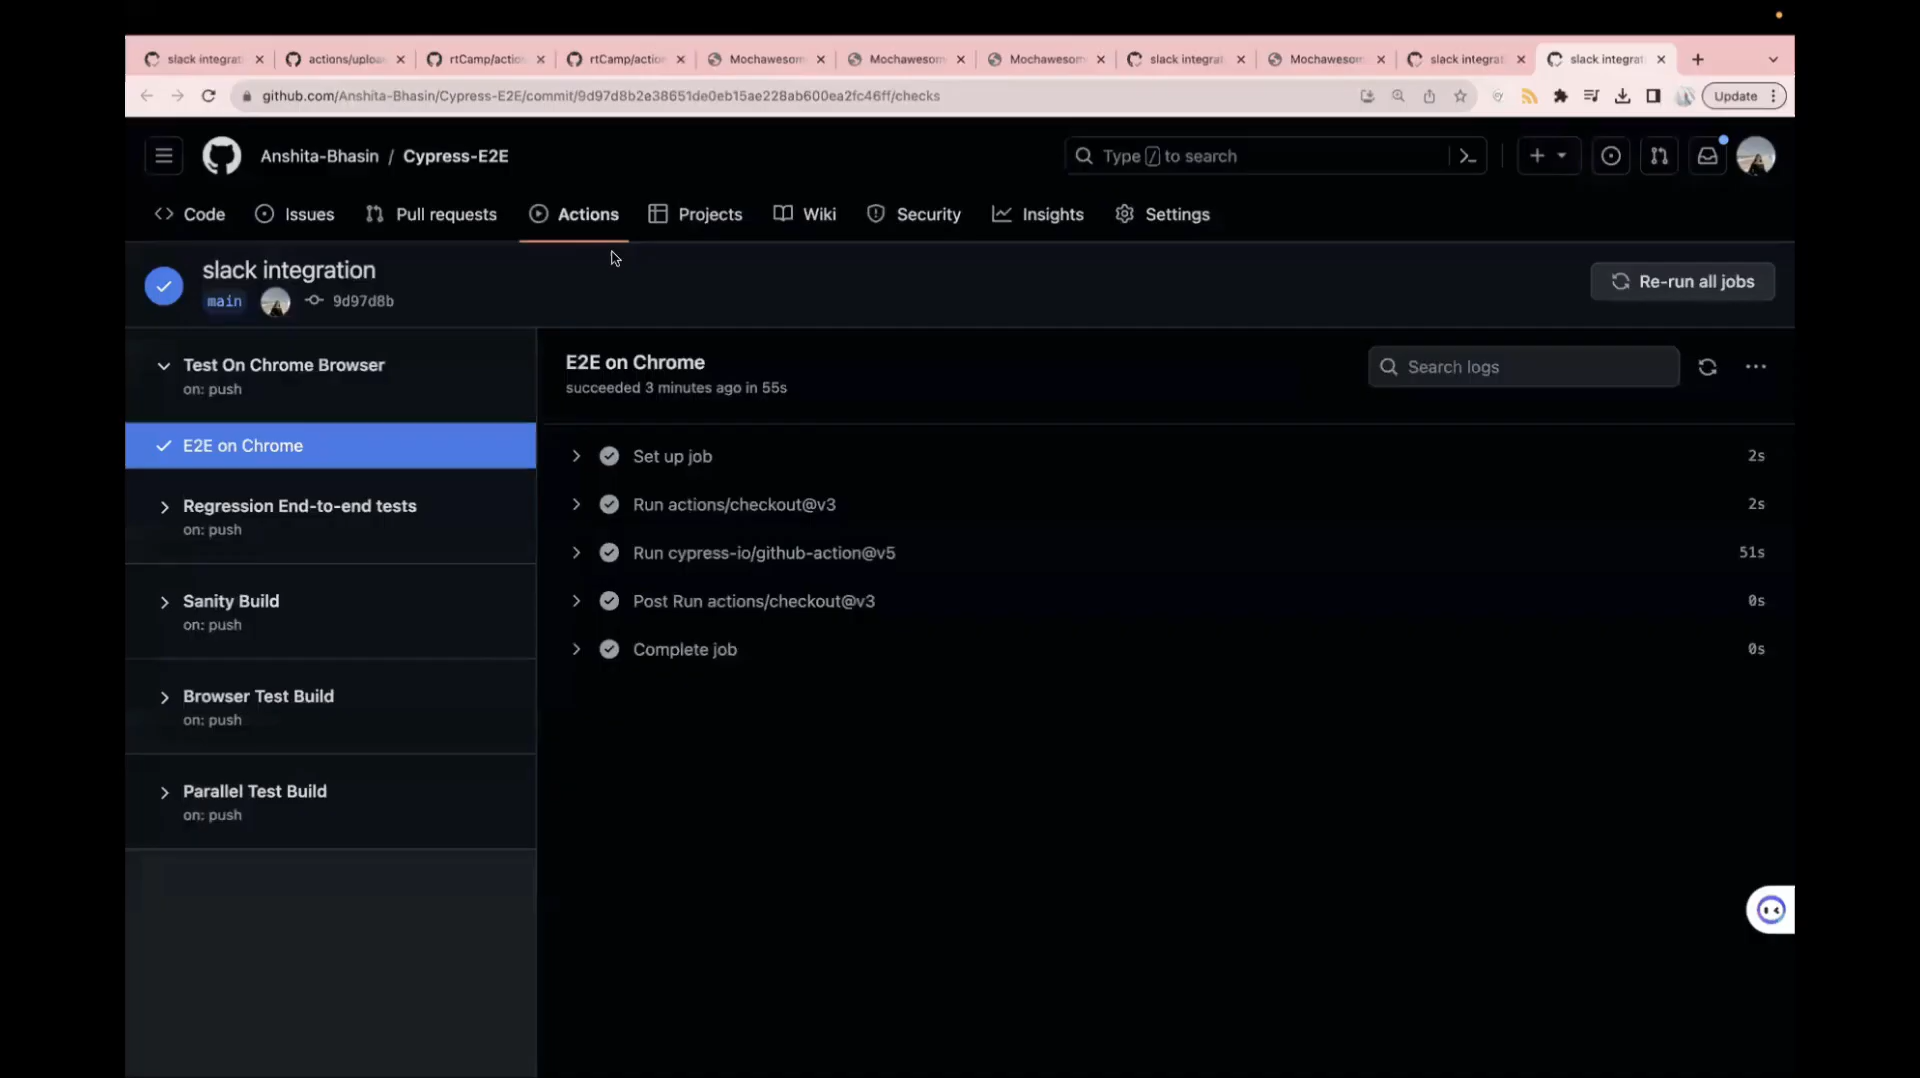 slack integrat
actions/uploa
rtCamp/actio
rtCamp/action
Mochawesom
Mochawesom
Mochawesom
slack integrat
Mochawesom
slack integrat
slack integrat
github.com/Anshita-Bhasin/Cypress-E2E/commit/9d97d8b2e38651de0eb15ae228ab600ea2fc46ff/checks
Update
Anshita-Bhasin / Cypress-E2E
Type / to search
Code
Issues
Pull requests
Actions
Projects
Wiki
Security
Insights
Settings
slack integration
main 9d97d8b
Re-run all jobs
Test On Chrome Browser
on: push
E2E on Chrome
Regression End-to-end tests
on: push
Sanity Build
on: push
Browser Test Build
on: push
Parallel Test Build
on: push
E2E on Chrome
succeeded 3 minutes ago in 55s
Search logs
Set up job 2s
Run actions/checkout@v3 2s
Run cypress-io/github-action@v5 51s
Post Run actions/checkout@v3 0s
Complete job 0s